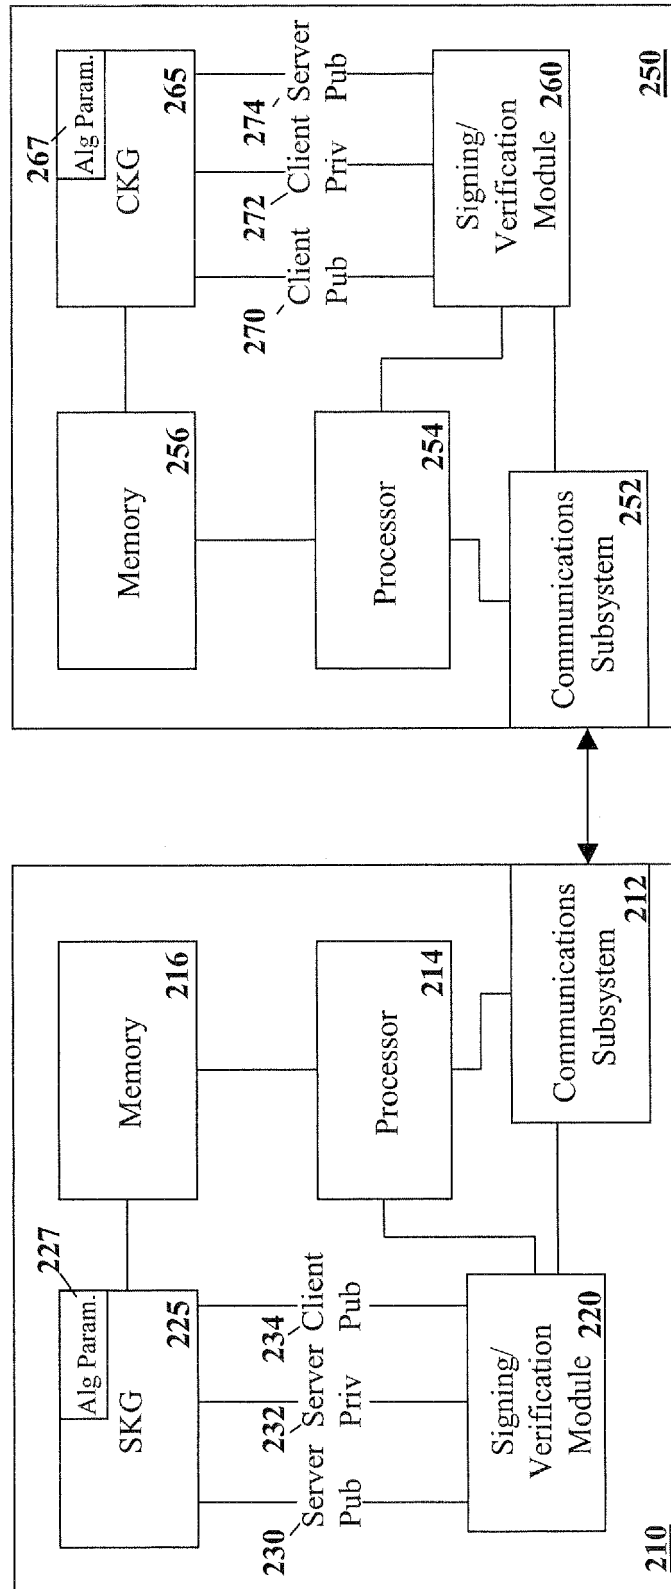 227
Alg Param.
SKG
225
Memory
216
230
Server
Pub
232
Server
Priv
234
Client
Pub
Processor
214
Signing/
Verification
Module
220
Communications
Subsystem
212
210
Memory
256
267
Alg Param.
CKG
265
270
Client
Pub
272
Client
Priv
274
Server
Pub
Processor
254
Signing/
Verification
Module
260
Communications
Subsystem
252
250